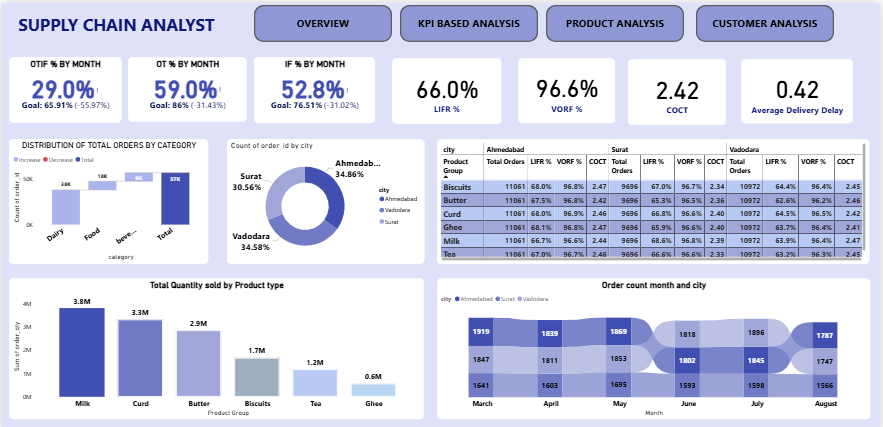 SUPPLY CHAIN ANALYST
OVERVIEW
KPI BASED ANALYSIS
PRODUCT ANALYSIS
CUSTOMER ANALYSIS
OTIF % BY MONTH
29.0%!
Goal: 65.91% (-55.97%)
OT % BY MONTH
59.0%!
Goal: 86% (-31.43%)
IF % BY MONTH
52.8%!
Goal: 76.51% (-31.02%)
66.0%
LIFR %
96.6%
VORF %
2.42
COCT
0.42
Average Delivery Delay
DISTRIBUTION OF TOTAL ORDERS BY CATEGORY
Increase Decrease Total
Count of order_id
50K
0K
38K
10K
57K
Dairy
Food
beve...
Total
category
Count of order_id by city
Ahmedab...
34.86%
Surat
30.56%
Vadodara
34.58%
city
Ahmedabad
Vadodara
Surat
city Ahmedabad Surat Vadodara
Product Group Total Orders LIFR % VORF % COCT Total Orders LIFR % VORF % COCT Total Orders LIFR % VORF % COCT
Biscuits 11061 68.0% 96.8% 2.47 9696 67.0% 96.7% 2.34 10972 64.4% 96.4% 2.45
Butter 11061 67.5% 96.8% 2.42 9696 65.3% 96.5% 2.36 10972 62.6% 96.2% 2.46
Curd 11061 68.0% 96.9% 2.46 9696 66.8% 96.6% 2.40 10972 64.5% 96.5% 2.42
Ghee 11061 68.1% 96.8% 2.47 9696 65.9% 96.6% 2.40 10972 63.7% 96.4% 2.41
Milk 11061 66.7% 96.6% 2.44 9696 68.6% 96.8% 2.39 10972 63.9% 96.4% 2.47
Tea 11061 67.0% 96.7% 2.46 9696 66.6% 96.6% 2.33 10972 63.2% 96.3% 2.45
Total Quantity sold by Product type
Sum of order_qty
4M
3M
2M
1M
0M
3.8M
3.3M
2.9M
1.7M
1.2M
0.6M
Milk
Curd
Butter
Biscuits
Tea
Ghee
Product Group
Order count month and city
city Ahmedabad Surat Vadodara
1919 1839 1869 1818 1896 1787
1847 1811 1853 1802 1845 1747
1641 1603 1695 1593 1598 1566
March April May June July August
Month